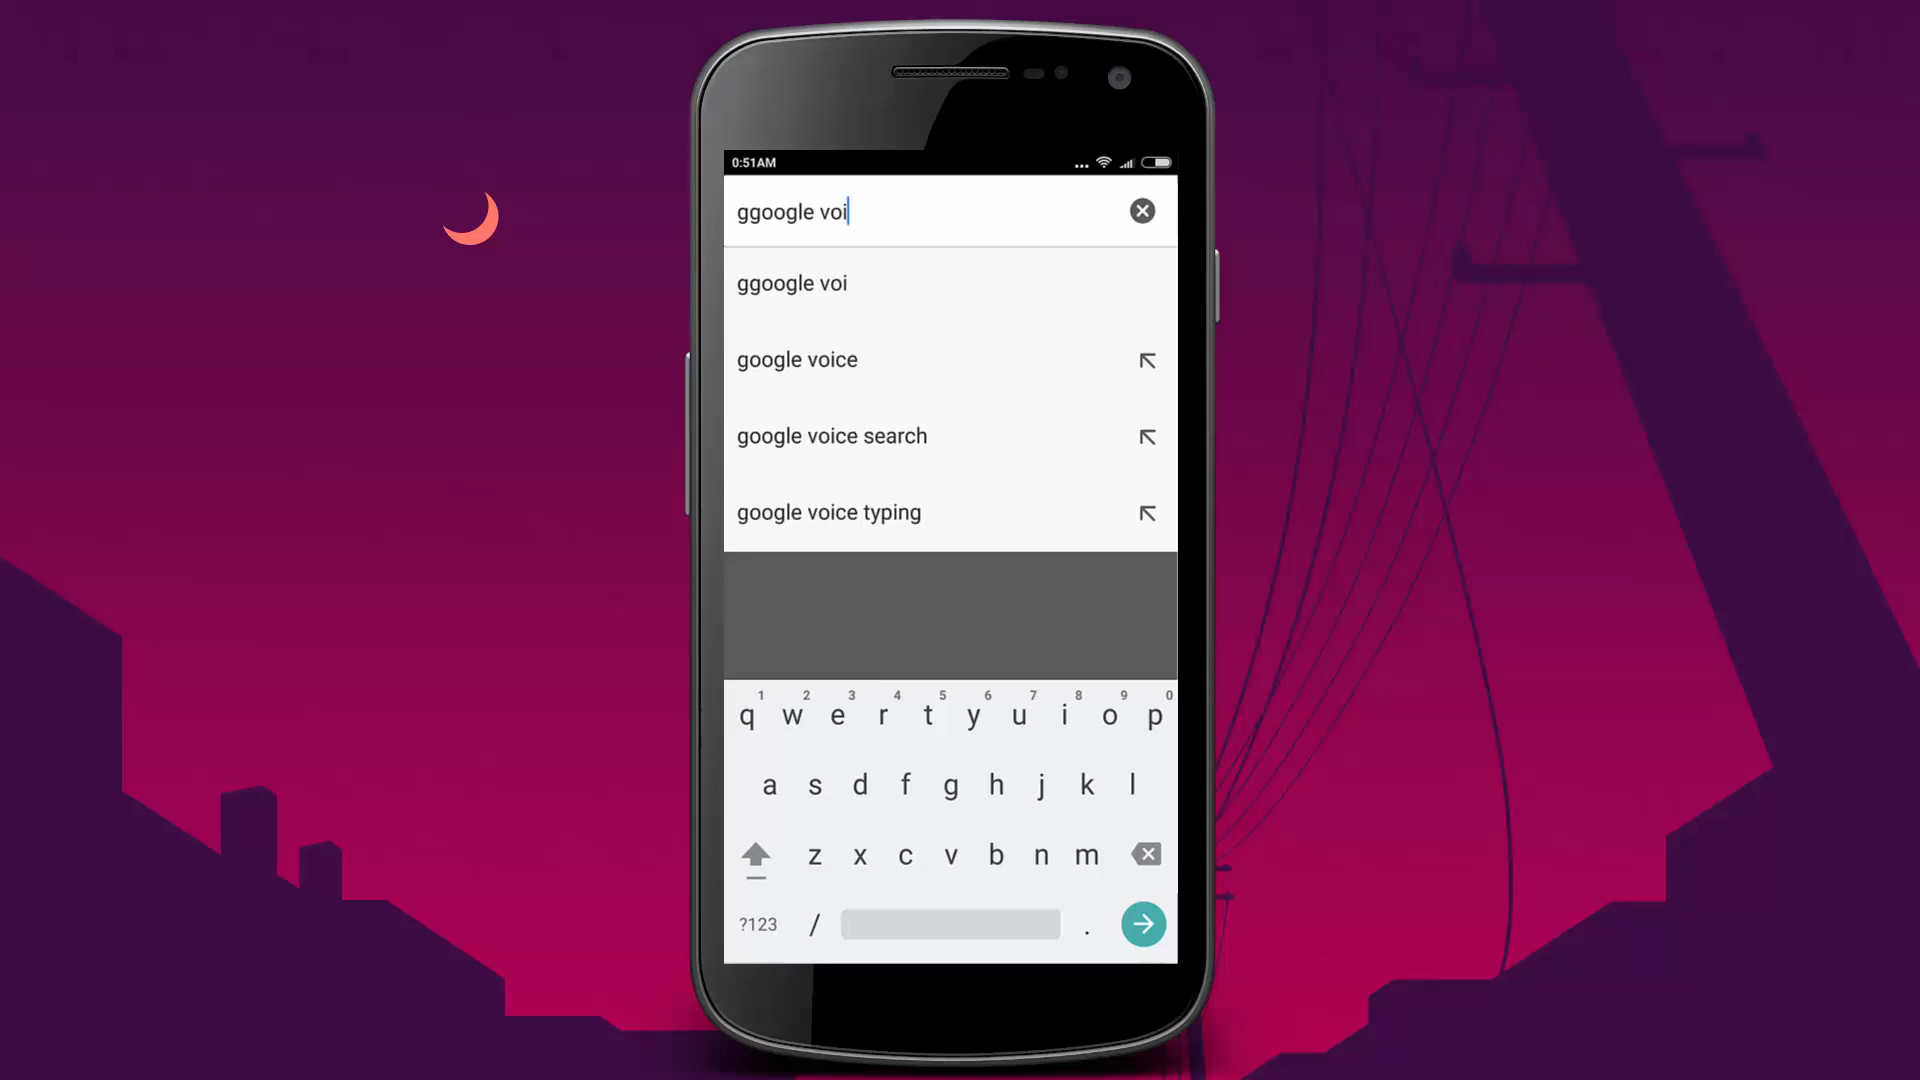 0:51AM
ggoogle voi
ggoogle voi
google voice
google voice search
google voice typing
1 2 3 4 5 6 7 8 9 0
q w e r t y u i o p
a s d f g h j k l
z x c v b n m
?123 / .